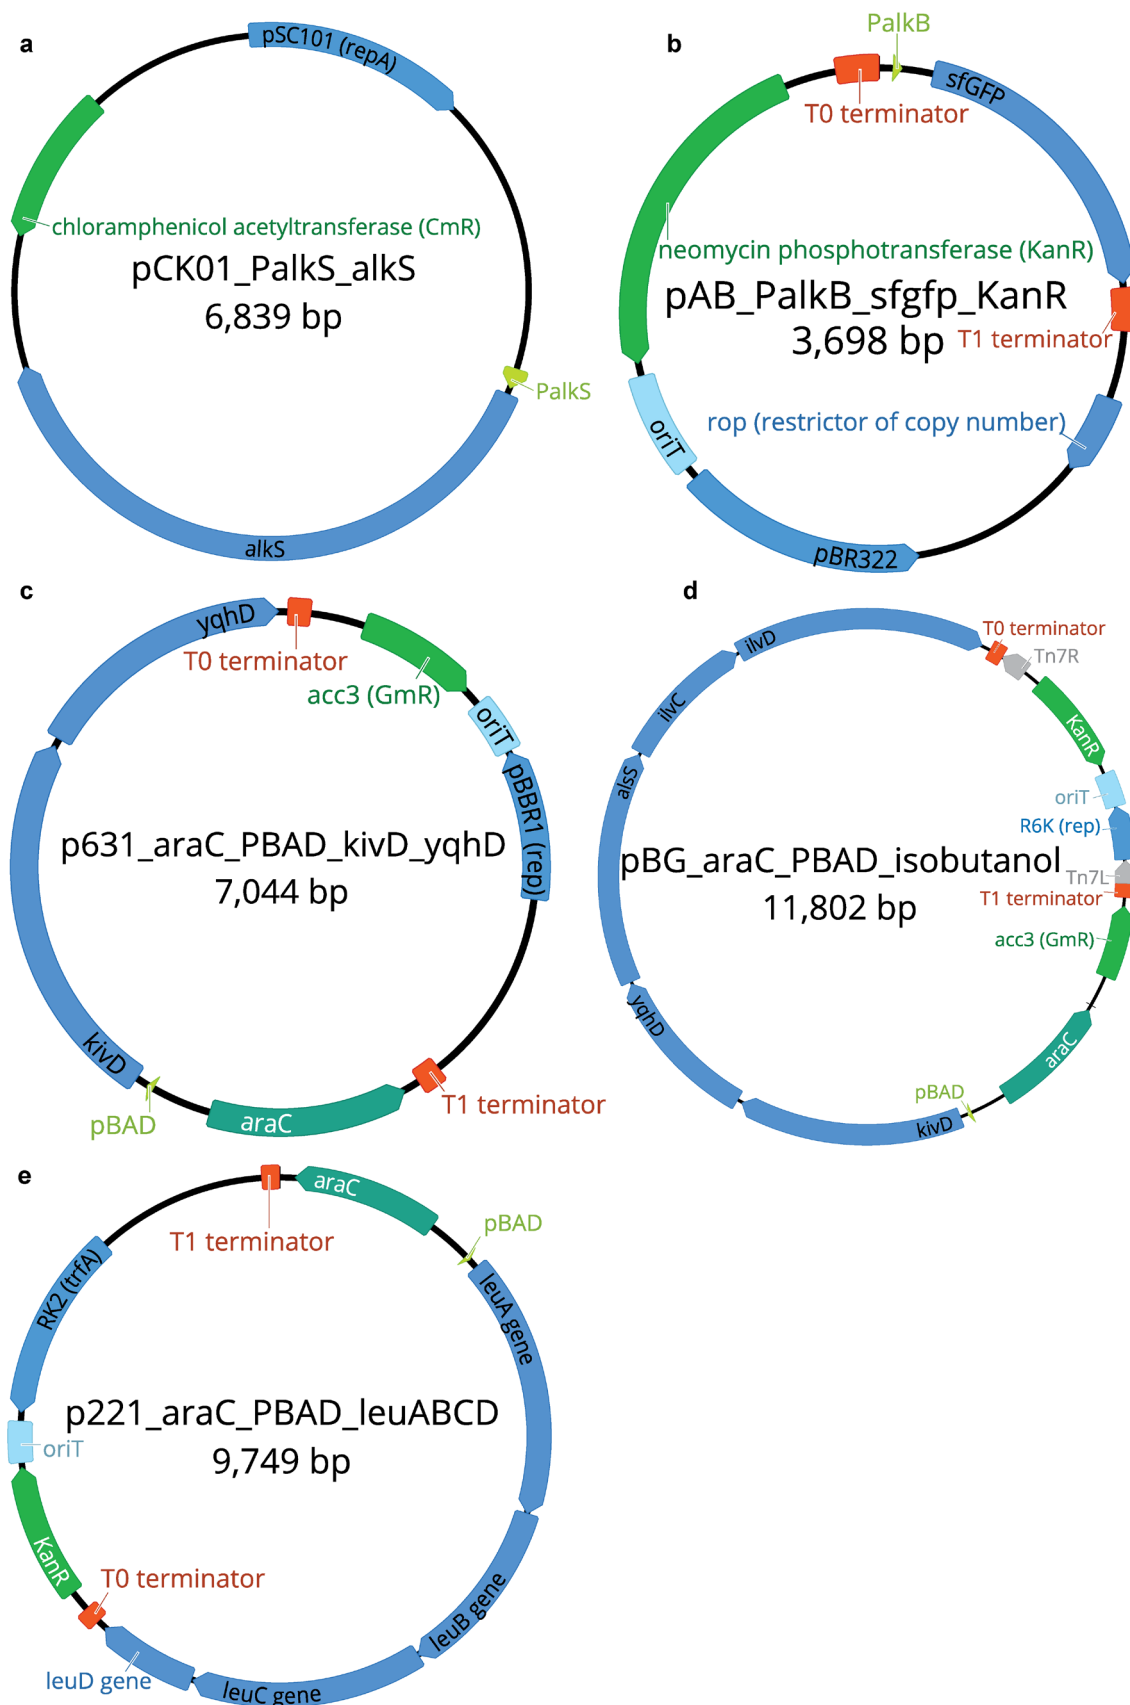 a
pSC101 (repA)
chloramphenicol acetyltransferase (CmR)
pCK01_PalkS_alkS
6,839 bp
PalkS
alkS
b
PalkB
sfGFP
T0 terminator
neomycin phosphotransferase (KanR)
pAB_PalkB_sfgfp_KanR
3,698 bp
T1 terminator
rop (restrictor of copy number)
oriT
pBR322
c
yqhD
T0 terminator
acc3 (GmR)
oriT
pBBR1 (rep)
p631_araC_PBAD_kivD_yqhD
7,044 bp
kivD
pBAD
araC
T1 terminator
d
ilvD
T0 terminator
Tn7R
ilvC
KanR
alsS
oriT
R6K (rep)
pBG_araC_PBAD_isobutanol
Tn7L
T1 terminator
11,802 bp
acc3 (GmR)
yqhD
araC
pBAD
kivD
e
araC
pBAD
T1 terminator
RK2 (trfA)
leuA gene
p221_araC_PBAD_leuABCD
oriT
9,749 bp
KanR
T0 terminator
leuB gene
leuD gene
leuC gene